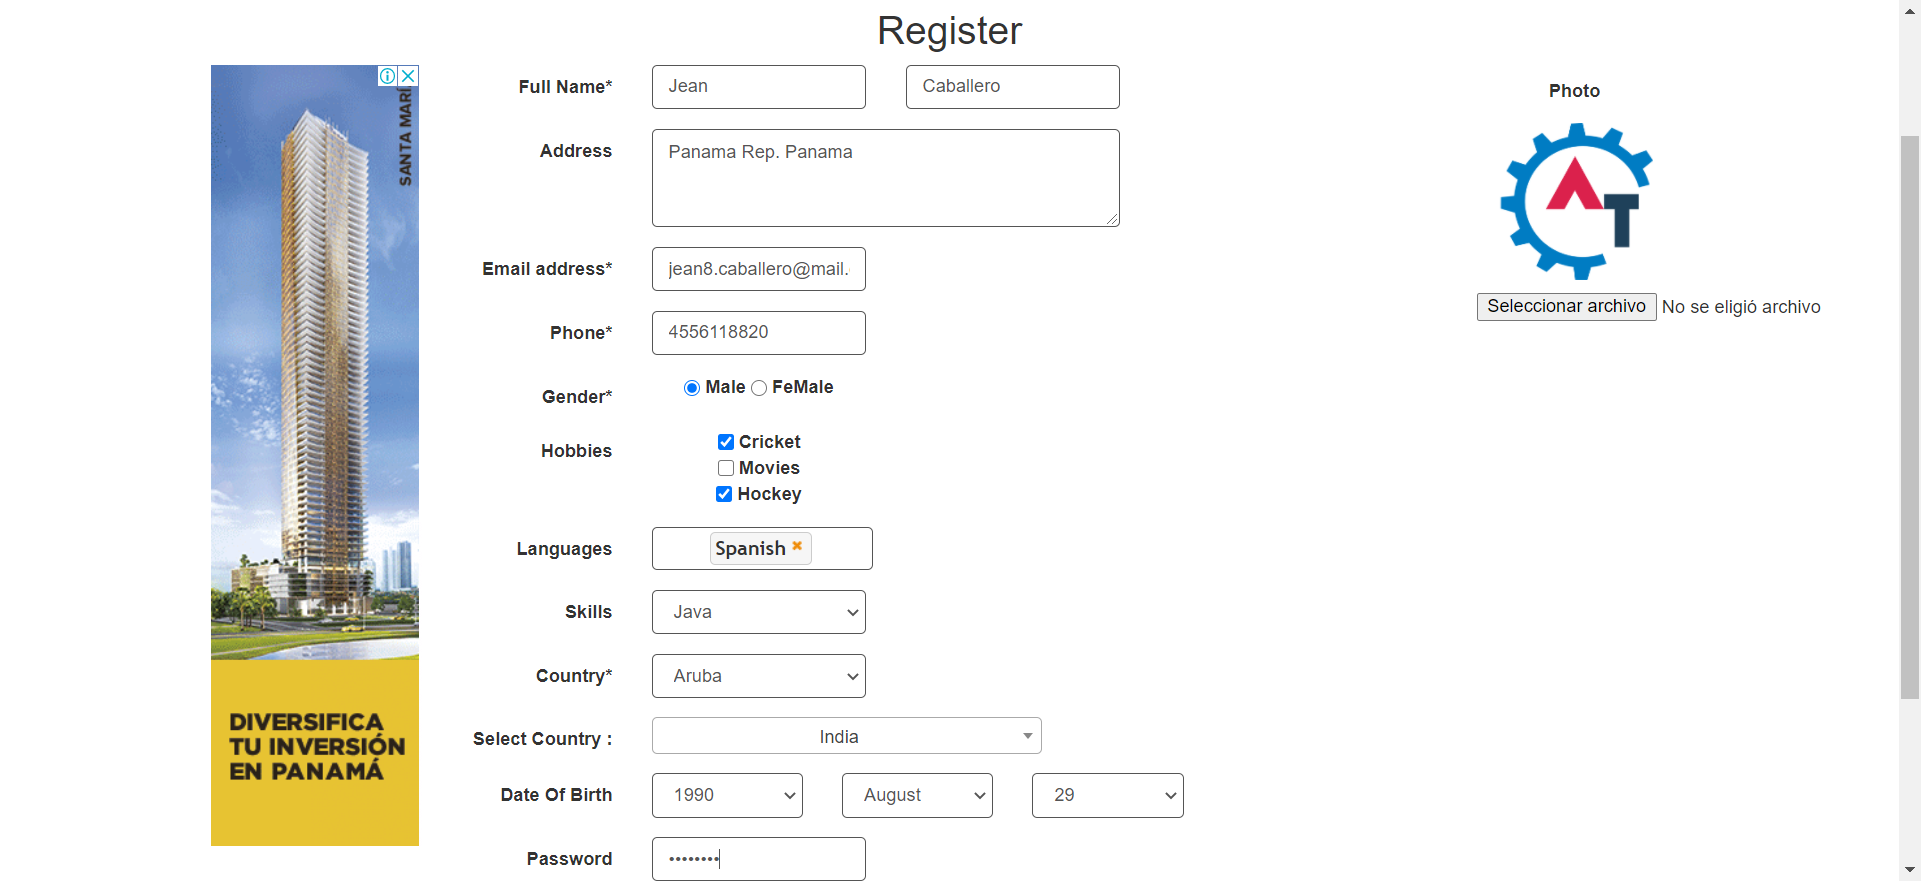 Register
SANTA MARÍ
DIVERSIFICA
TU INVERSIÓN
EN PANAMÁ
Full Name* Jean Caballero
Address Panama Rep. Panama
Email address* jean8.caballero@mail.
Phone* 4556118820
Gender* Male FeMale
Hobbies Cricket
Movies
Hockey
Languages Spanish
Skills Java
Country* Aruba
Select Country : India
Date Of Birth 1990 August 29
Password ••••••••
Photo
AT
Seleccionar archivo No se eligió archivo